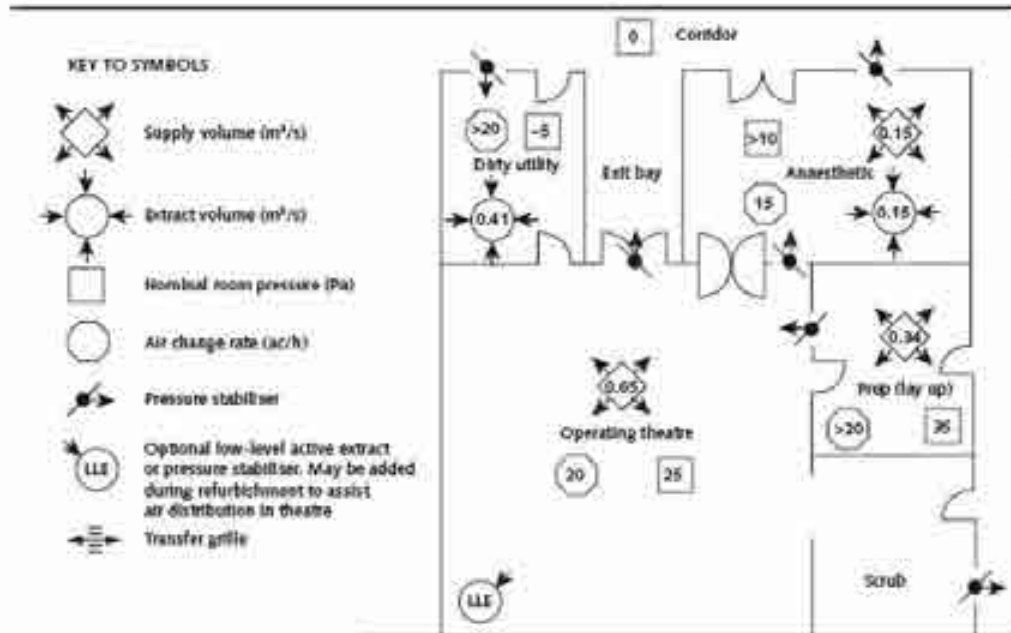 KEY TO SYMBOLS
Supply volume (m³/s)
Extract volume (m³/s)
Nominal room pressure (Pa)
Air change rate (ac/h)
Pressure stabiliser
LLE
Optional low-level active extract
or pressure stabiliser. May be added
during refurbishment to assist
air distribution in theatre
Transfer grille
0
Corridor
>20
-5
Dirty utility
0.41
Exit bay
>10
0.15
Anaesthetic
15
0.15
0.34
Prep (lay up)
>20
35
0.65
Operating theatre
20
25
LLE
Scrub